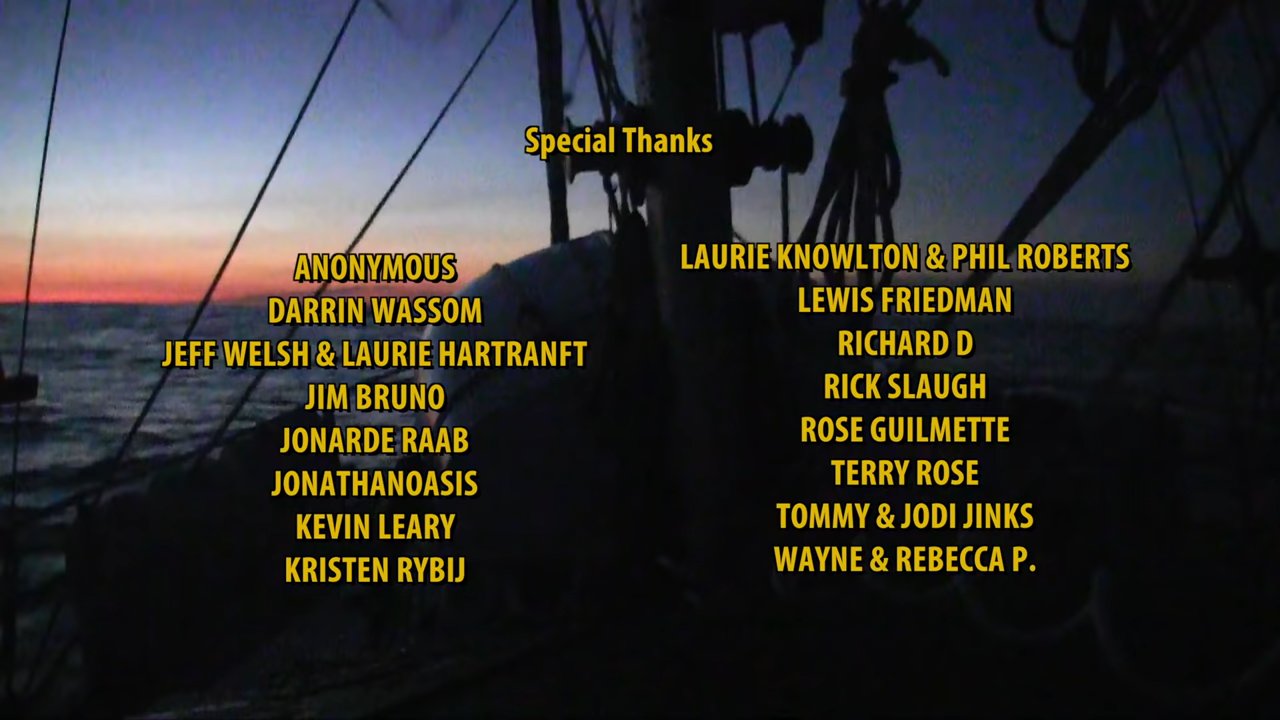 Special Thanks
ANONYMOUS
DARRIN WASSOM
JEFF WELSH & LAURIE HARTRANFT
JIM BRUNO
JONARDE RAAB
JONATHANOASIS
KEVIN LEARY
KRISTEN RYBIJ
LAURIE KNOWLTON & PHIL ROBERTS
LEWIS FRIEDMAN
RICHARD D
RICK SLAUGH
ROSE GUILMETTE
TERRY ROSE
TOMMY & JODI JINKS
WAYNE & REBECCA P.